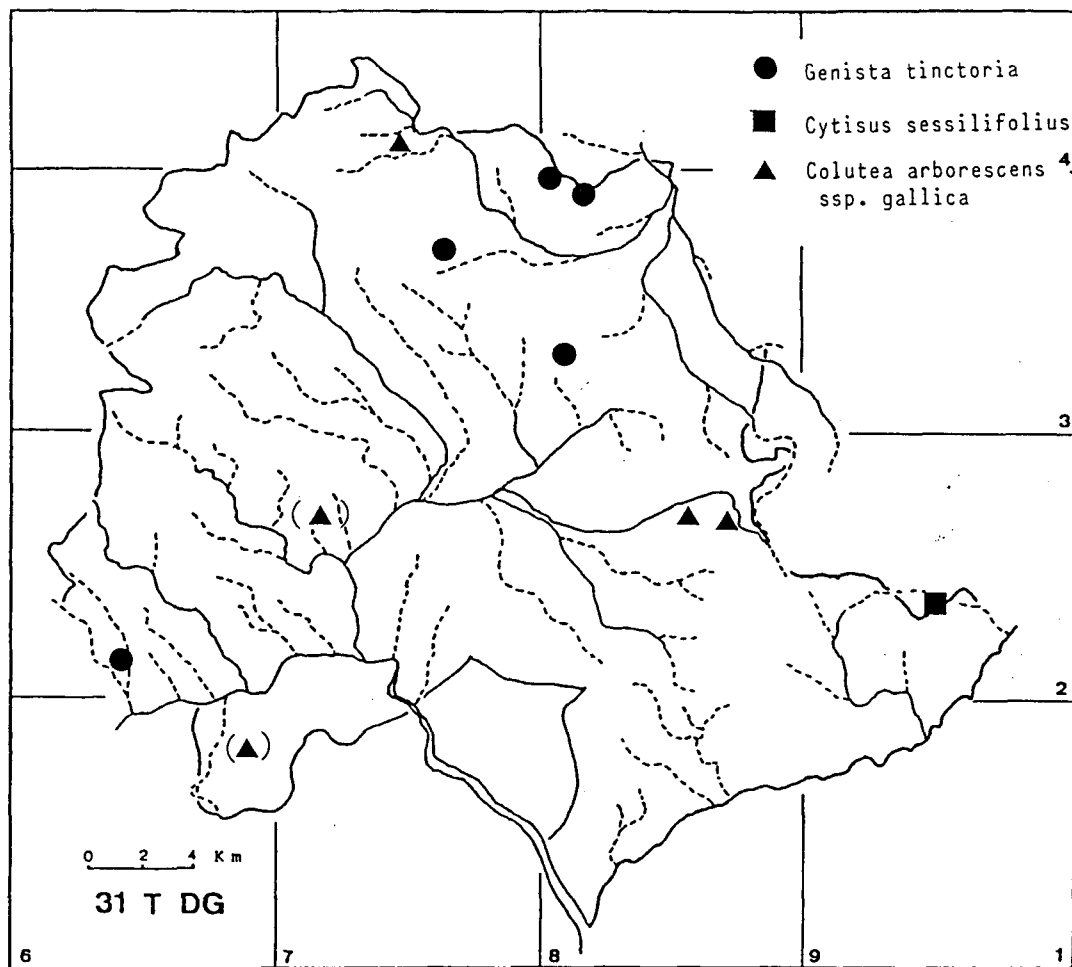 Genista tinctoria
Cytisus sessilifolius
Colutea arborescens
ssp. gallica
4
3
2
0 2 4 Km
31 T DG
6 7 8 9 1